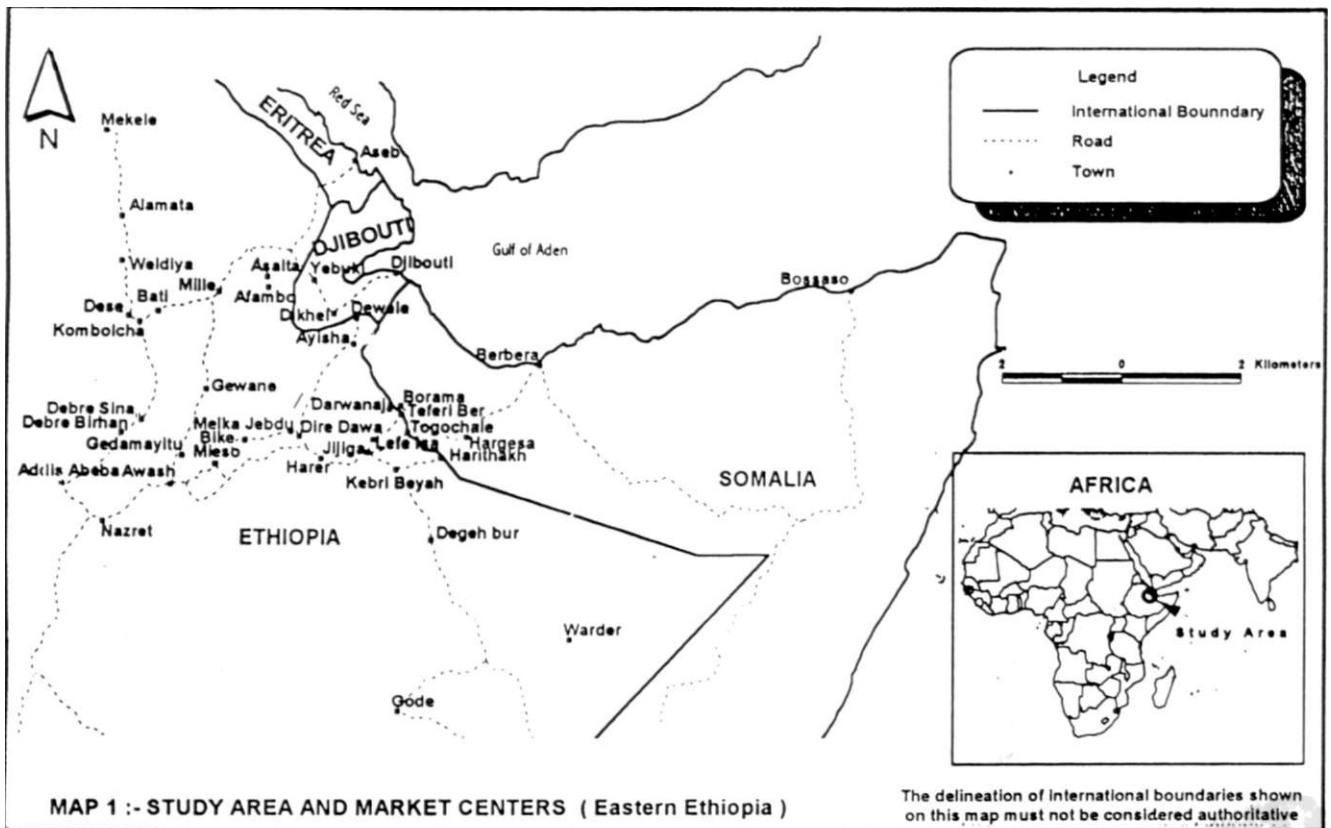 N
Mekele
ERITREA
Red Sea
Aseb
Alamata
DJIBOUTI
Gulf of Aden
Weldiya
Asaita
Yebuki
Djibouti
Mille
Afambo
Bati
Dese
Kombolcha
Dikhel
Dewale
Ayisha
Bossaso
Berbera
Gewane
Debre Sina
Debre Birhan
Melka Jebdu
Dire Dawa
Darwanaji
Borama
Teferi Ber
Togochale
Gedamayitu
Bike
Mieso
Jijiga
Lefe Isa
Hargesa
Harer
Harithakh
Addis Abeba
Awash
Kebri Beyah
SOMALIA
Nazret
ETHIOPIA
Degeh bur
Warder
Gode
Legend
International Bounndary
Road
Town
2 0 2 Kilometers
AFRICA
Study Area
MAP 1 :- STUDY AREA AND MARKET CENTERS ( Eastern Ethiopia )
The delineation of international boundaries shown
on this map must not be considered authoritative